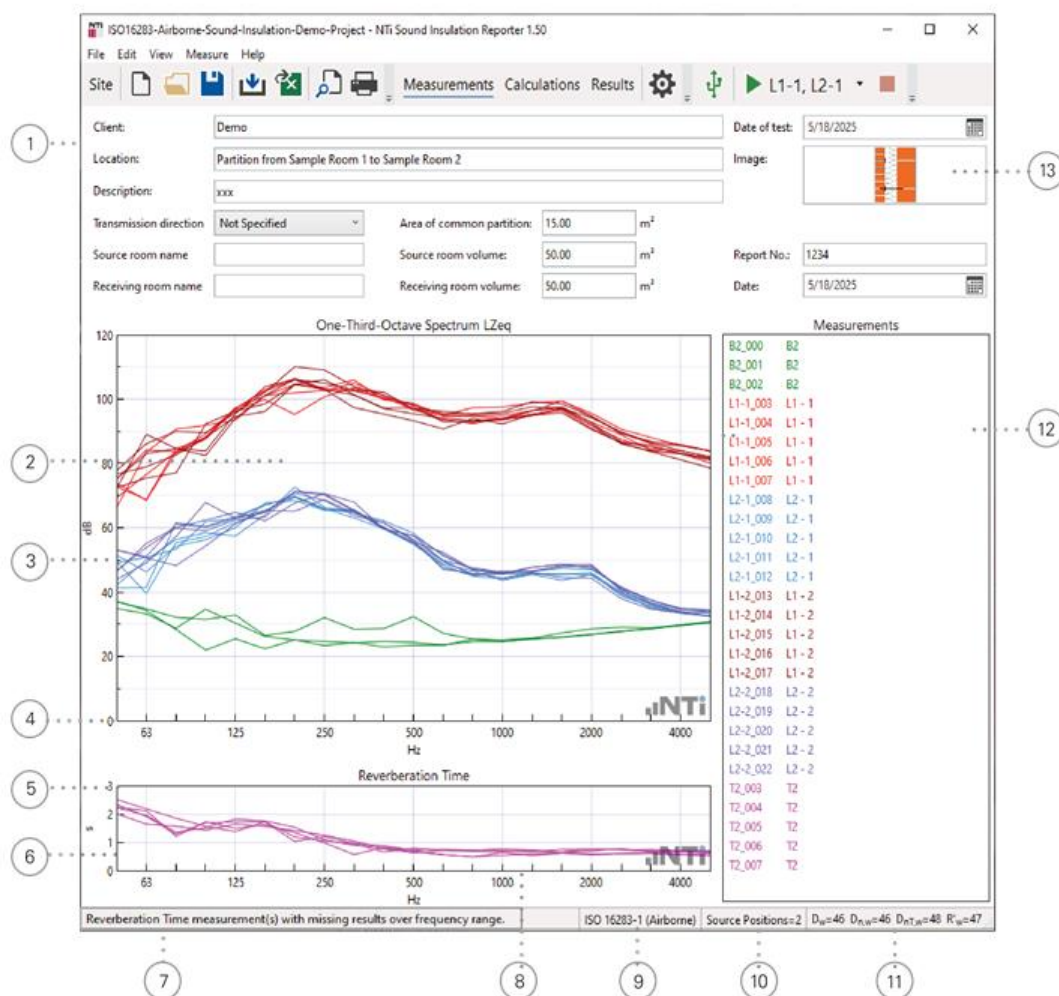 NTi ISO16283-Airborne-Sound-Insulation-Demo-Project - NTi Sound Insulation Reporter 1.50
File Edit View Measure Help
Site Measurements Calculations Results L1-1, L2-1
Client: Demo Date of test: 5/18/2025
Location: Partition from Sample Room 1 to Sample Room 2 Image:
Description: xxx
Transmission direction Not Specified Area of common partition: 15.00 m²
Source room name Source room volume: 50.00 m³ Report No.: 1234
Receiving room name Receiving room volume: 50.00 m³ Date: 5/18/2025
One-Third-Octave Spectrum LZeq
120
100
80
60
40
20
0
dB
63 125 250 500 1000 2000 4000
Hz
NTi
Reverberation Time
3
2
1
0
s
63 125 250 500 1000 2000 4000
Hz
NTi
Measurements
B2_000 B2
B2_001 B2
B2_002 B2
L1-1_003 L1 - 1
L1-1_004 L1 - 1
L1-1_005 L1 - 1
L1-1_006 L1 - 1
L1-1_007 L1 - 1
L2-1_008 L2 - 1
L2-1_009 L2 - 1
L2-1_010 L2 - 1
L2-1_011 L2 - 1
L2-1_012 L2 - 1
L1-2_013 L1 - 2
L1-2_014 L1 - 2
L1-2_015 L1 - 2
L1-2_016 L1 - 2
L1-2_017 L1 - 2
L2-2_018 L2 - 2
L2-2_019 L2 - 2
L2-2_020 L2 - 2
L2-2_021 L2 - 2
L2-2_022 L2 - 2
T2_003 T2
T2_004 T2
T2_005 T2
T2_006 T2
T2_007 T2
Reverberation Time measurement(s) with missing results over frequency range. ISO 16283-1 (Airborne) Source Positions=2 Dw=46 Dn,w=46 DnT,w=48 R'w=47
1
2
3
4
5
6
7
8
9
10
11
12
13